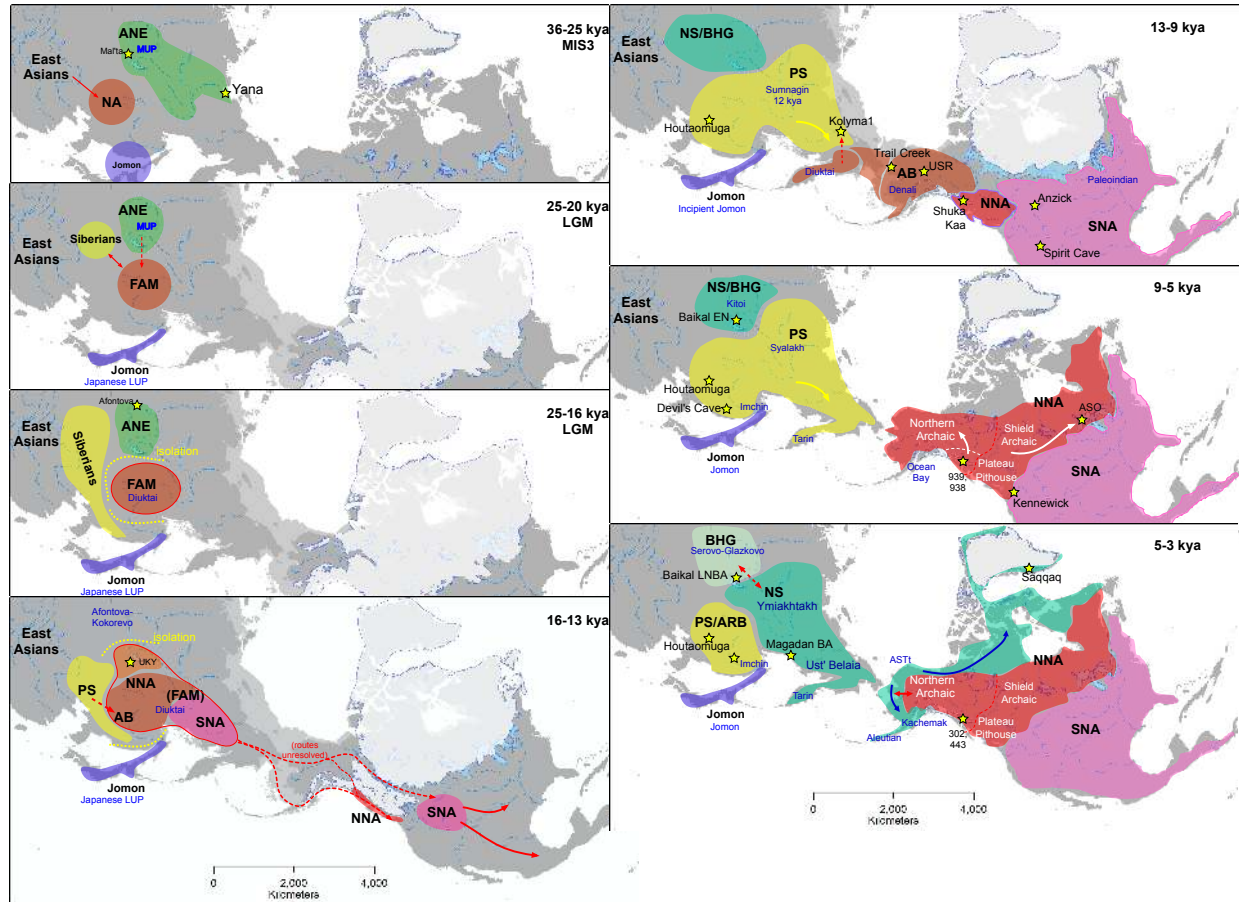 36-25 kya
MIS3
ANE
MUP
Mal'ta
East
Asians
Yana
NA
Jomon
25-20 kya
LGM
ANE
MUP
Siberians
East
Asians
FAM
Jomon
Japanese LUP
25-16 kya
LGM
Afontova
ANE
East
Asians
Siberians
isolation
FAM
Diuktai
Jomon
Japanese LUP
16-13 kya
Afontova-
Kokorevo
isolation
East
Asians
UKY
PS
NNA
(FAM)
Diuktai
SNA
AB
(routes
unresolved)
Jomon
Japanese LUP
NNA
SNA
0
2,000
4,000
Kilometers
13-9 kya
NS/BHG
East
Asians
PS
Sumnagin
12 kya
Houtaomuga
Kolyma1
Trail Creek
USR
AB
Diuktai
Denali
Paleoindian
Jomon
Incipient Jomon
Shuka
Kaa
NNA
Anzick
SNA
Spirit Cave
9-5 kya
NS/BHG
Kitoi
East
Asians
Baikal EN
PS
Syalakh
Houtaomuga
Devil's Cave
Imchin
Tarin
Jomon
Jomon
NNA
ASO
Northern
Archaic
Shield
Archaic
Ocean
Bay
Plateau
Pithouse
SNA
939,
938
Kennewick
5-3 kya
BHG
Serovo-Glazkovo
East
Asians
Baikal LNBA
NS
Ymiakhtakh
Saqqaq
PS/ARB
Houtaomuga
Imchin
Magadan BA
Ust' Belaia
Tarin
ASTt
NNA
Northern
Archaic
Shield
Archaic
Jomon
Jomon
Kachemak
Aleutian
Plateau
Pithouse
302,
443
SNA
0
2,000
4,000
Kilometers